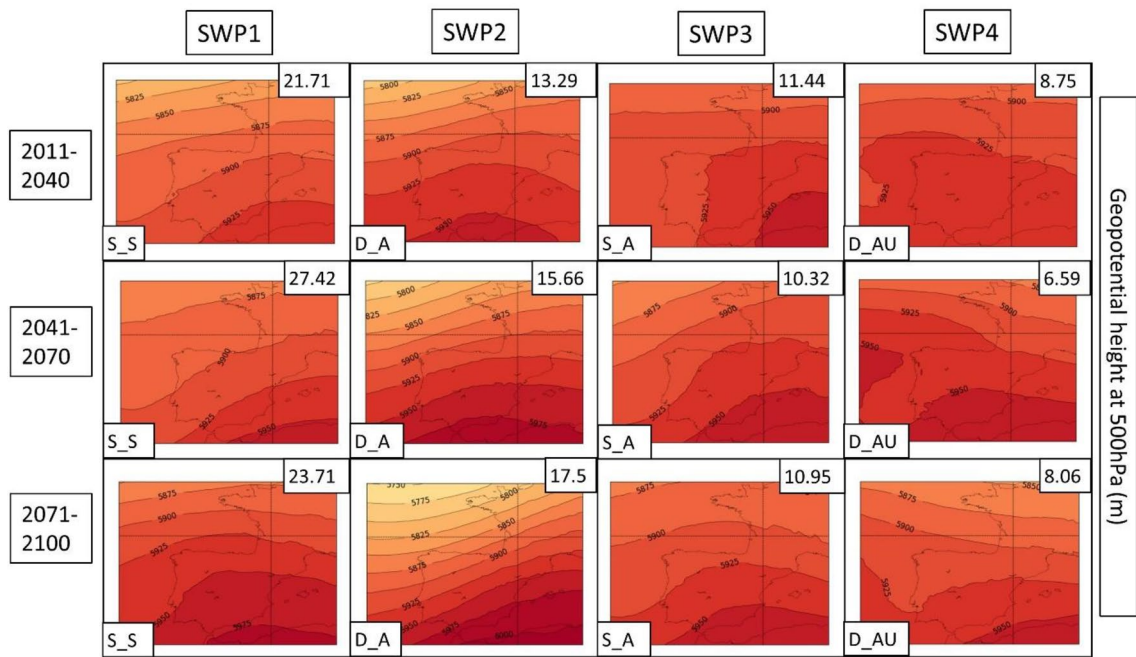 SWP1 SWP2 SWP3 SWP4
2011-
2040
21.71 13.29 11.44 8.75
5825 5850 5875 5900 5925
5800 5825 5850 5875 5900 5925 5950
5925 5950
5900 5925 5925
S_S D_A S_A D_AU
2041-
2070
27.42 15.66 10.32 6.59
5875 5900 5925 5950
5800 825 5850 5875 5900 5925 5950 5975
5875 5900 5925 5950
5925 5900 5950 5950
S_S D_A S_A D_AU
2071-
2100
23.71 17.5 10.95 8.06
5875 5900 5925 5950 5975
5750 5775 5800 5825 5850 5875 5900 5925 5950 5975 6000
5875 5900 5925 5950
5850 5875 5900 5925 5950
S_S D_A S_A D_AU
Geopotential height at 500hPa (m)